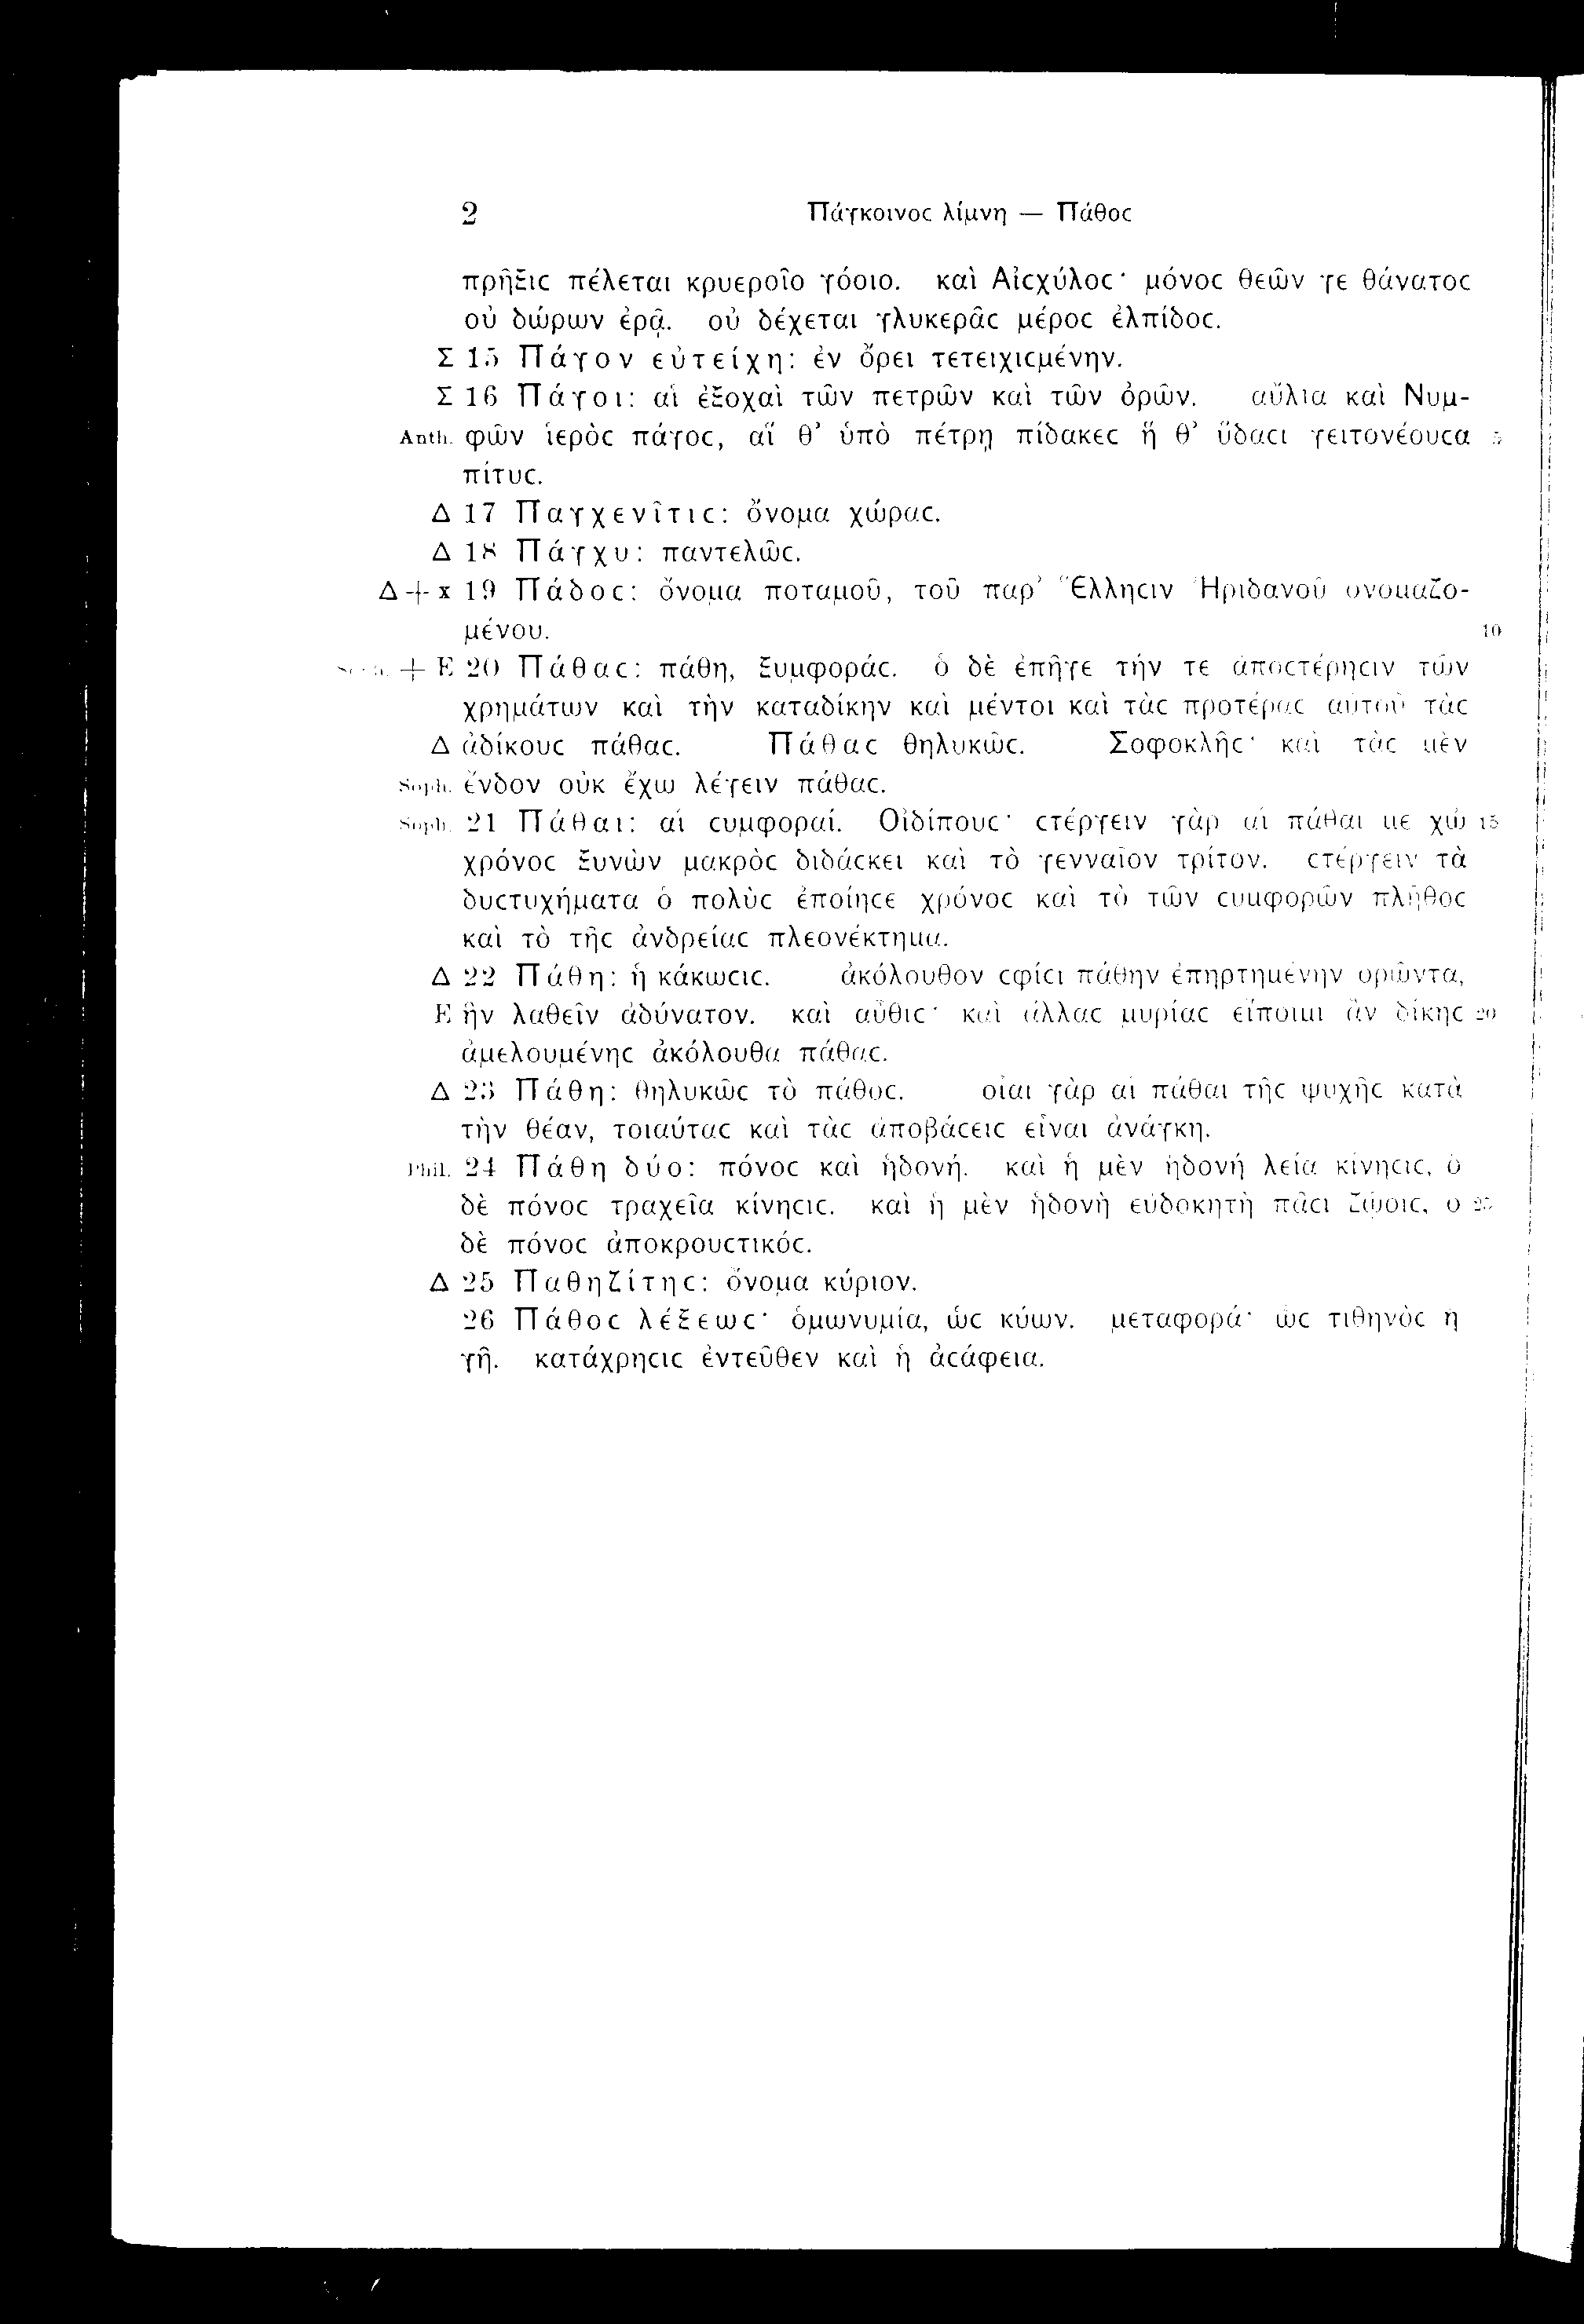 2 Πάγκοινοϲ λίμνη — Πάθοϲ
πρῆξιϲ πέλεται κρυεροῖο γόοιο. καὶ Αἰϲχύλοϲ· μόνοϲ θεῶν γε θάνατοϲ
οὐ δώρων ἐρᾷ. οὐ δέχεται γλυκερᾶϲ μέροϲ ἐλπίδοϲ.
Σ 15 Πάγον εὐτείχη: ἐν ὄρει τετειχιϲμένην.
Σ 16 Πάγοι: αἱ ἐξοχαὶ τῶν πετρῶν καὶ τῶν ὀρῶν. αὔλια καὶ Νυμ-
Anth. φῶν ἱερὸϲ πάγοϲ, αἵ θ’ ὑπὸ πέτρῃ πίδακεϲ ἥ θ’ ὕδαϲι γειτονέουϲα 5
πίτυϲ.
Δ 17 Παγχενῖτιϲ: ὄνομα χώραϲ.
Δ 18 Πάγχυ: παντελῶϲ.
Δ + x 19 Πάδοϲ: ὄνομα ποταμοῦ, τοῦ παρ’ Ἕλληϲιν Ἠριδανοῦ ὀνομαζο-
μένου. 10
Soph. + E 20 Πάθαϲ: πάθη, ξυμφοράϲ. ὁ δὲ ἐπῆγε τήν τε ἀποϲτέρηϲιν τῶν
χρημάτων καὶ τὴν καταδίκην καὶ μέντοι καὶ τὰϲ προτέραϲ αὐτοῦ τὰϲ
Δ ἀδίκουϲ πάθαϲ. Πάθαϲ θηλυκῶϲ. Σοφοκλῆϲ· καὶ τὰϲ μὲν
Soph. ἔνδον οὐκ ἔχω λέγειν πάθαϲ.
Soph. 21 Πάθαι: αἱ ϲυμφοραί. Οἰδίπουϲ· ϲτέργειν γὰρ αἱ πάθαι με χὠ 15
χρόνοϲ ξυνὼν μακρὸϲ διδάϲκει καὶ τὸ γενναῖον τρίτον. ϲτέργειν τὰ
δυϲτυχήματα ὁ πολὺϲ ἐποίηϲε χρόνοϲ καὶ τὸ τῶν ϲυμφορῶν πλῆθοϲ
καὶ τὸ τῆϲ ἀνδρείαϲ πλεονέκτημα.
Δ 22 Πάθη: ἡ κάκωϲιϲ. ἀκόλουθον ϲφίϲι πάθην ἐπηρτημένην ὁρῶντα,
E ἣν λαθεῖν ἀδύνατον. καὶ αὖθιϲ· καὶ ἄλλαϲ μυρίαϲ εἴποιμι ἂν δίκηϲ 20
ἀμελουμένηϲ ἀκόλουθα πάθαϲ.
Δ 23 Πάθη: θηλυκῶϲ τὸ πάθοϲ. οἷαι γὰρ αἱ πάθαι τῆϲ ψυχῆϲ κατὰ
τὴν θέαν, τοιαύταϲ καὶ τὰϲ ἀποβάϲειϲ εἶναι ἀνάγκη.
Phil. 24 Πάθη δύο: πόνοϲ καὶ ἡδονή. καὶ ἡ μὲν ἡδονή λεία κίνηϲιϲ, ὁ
δὲ πόνοϲ τραχεῖα κίνηϲιϲ. καὶ ἡ μὲν ἡδονὴ εὐδοκητὴ πᾶϲι ζῴοιϲ, ὁ 25
δὲ πόνοϲ ἀποκρουϲτικόϲ.
Δ 25 Παθηζίτηϲ: ὄνομα κύριον.
26 Πάθοϲ λέξεωϲ· ὁμωνυμία, ὡϲ κύων. μεταφορά· ὡϲ τιθηνὸϲ ἡ
γῆ. κατάχρηϲιϲ ἐντεῦθεν καὶ ἡ ἀϲάφεια.